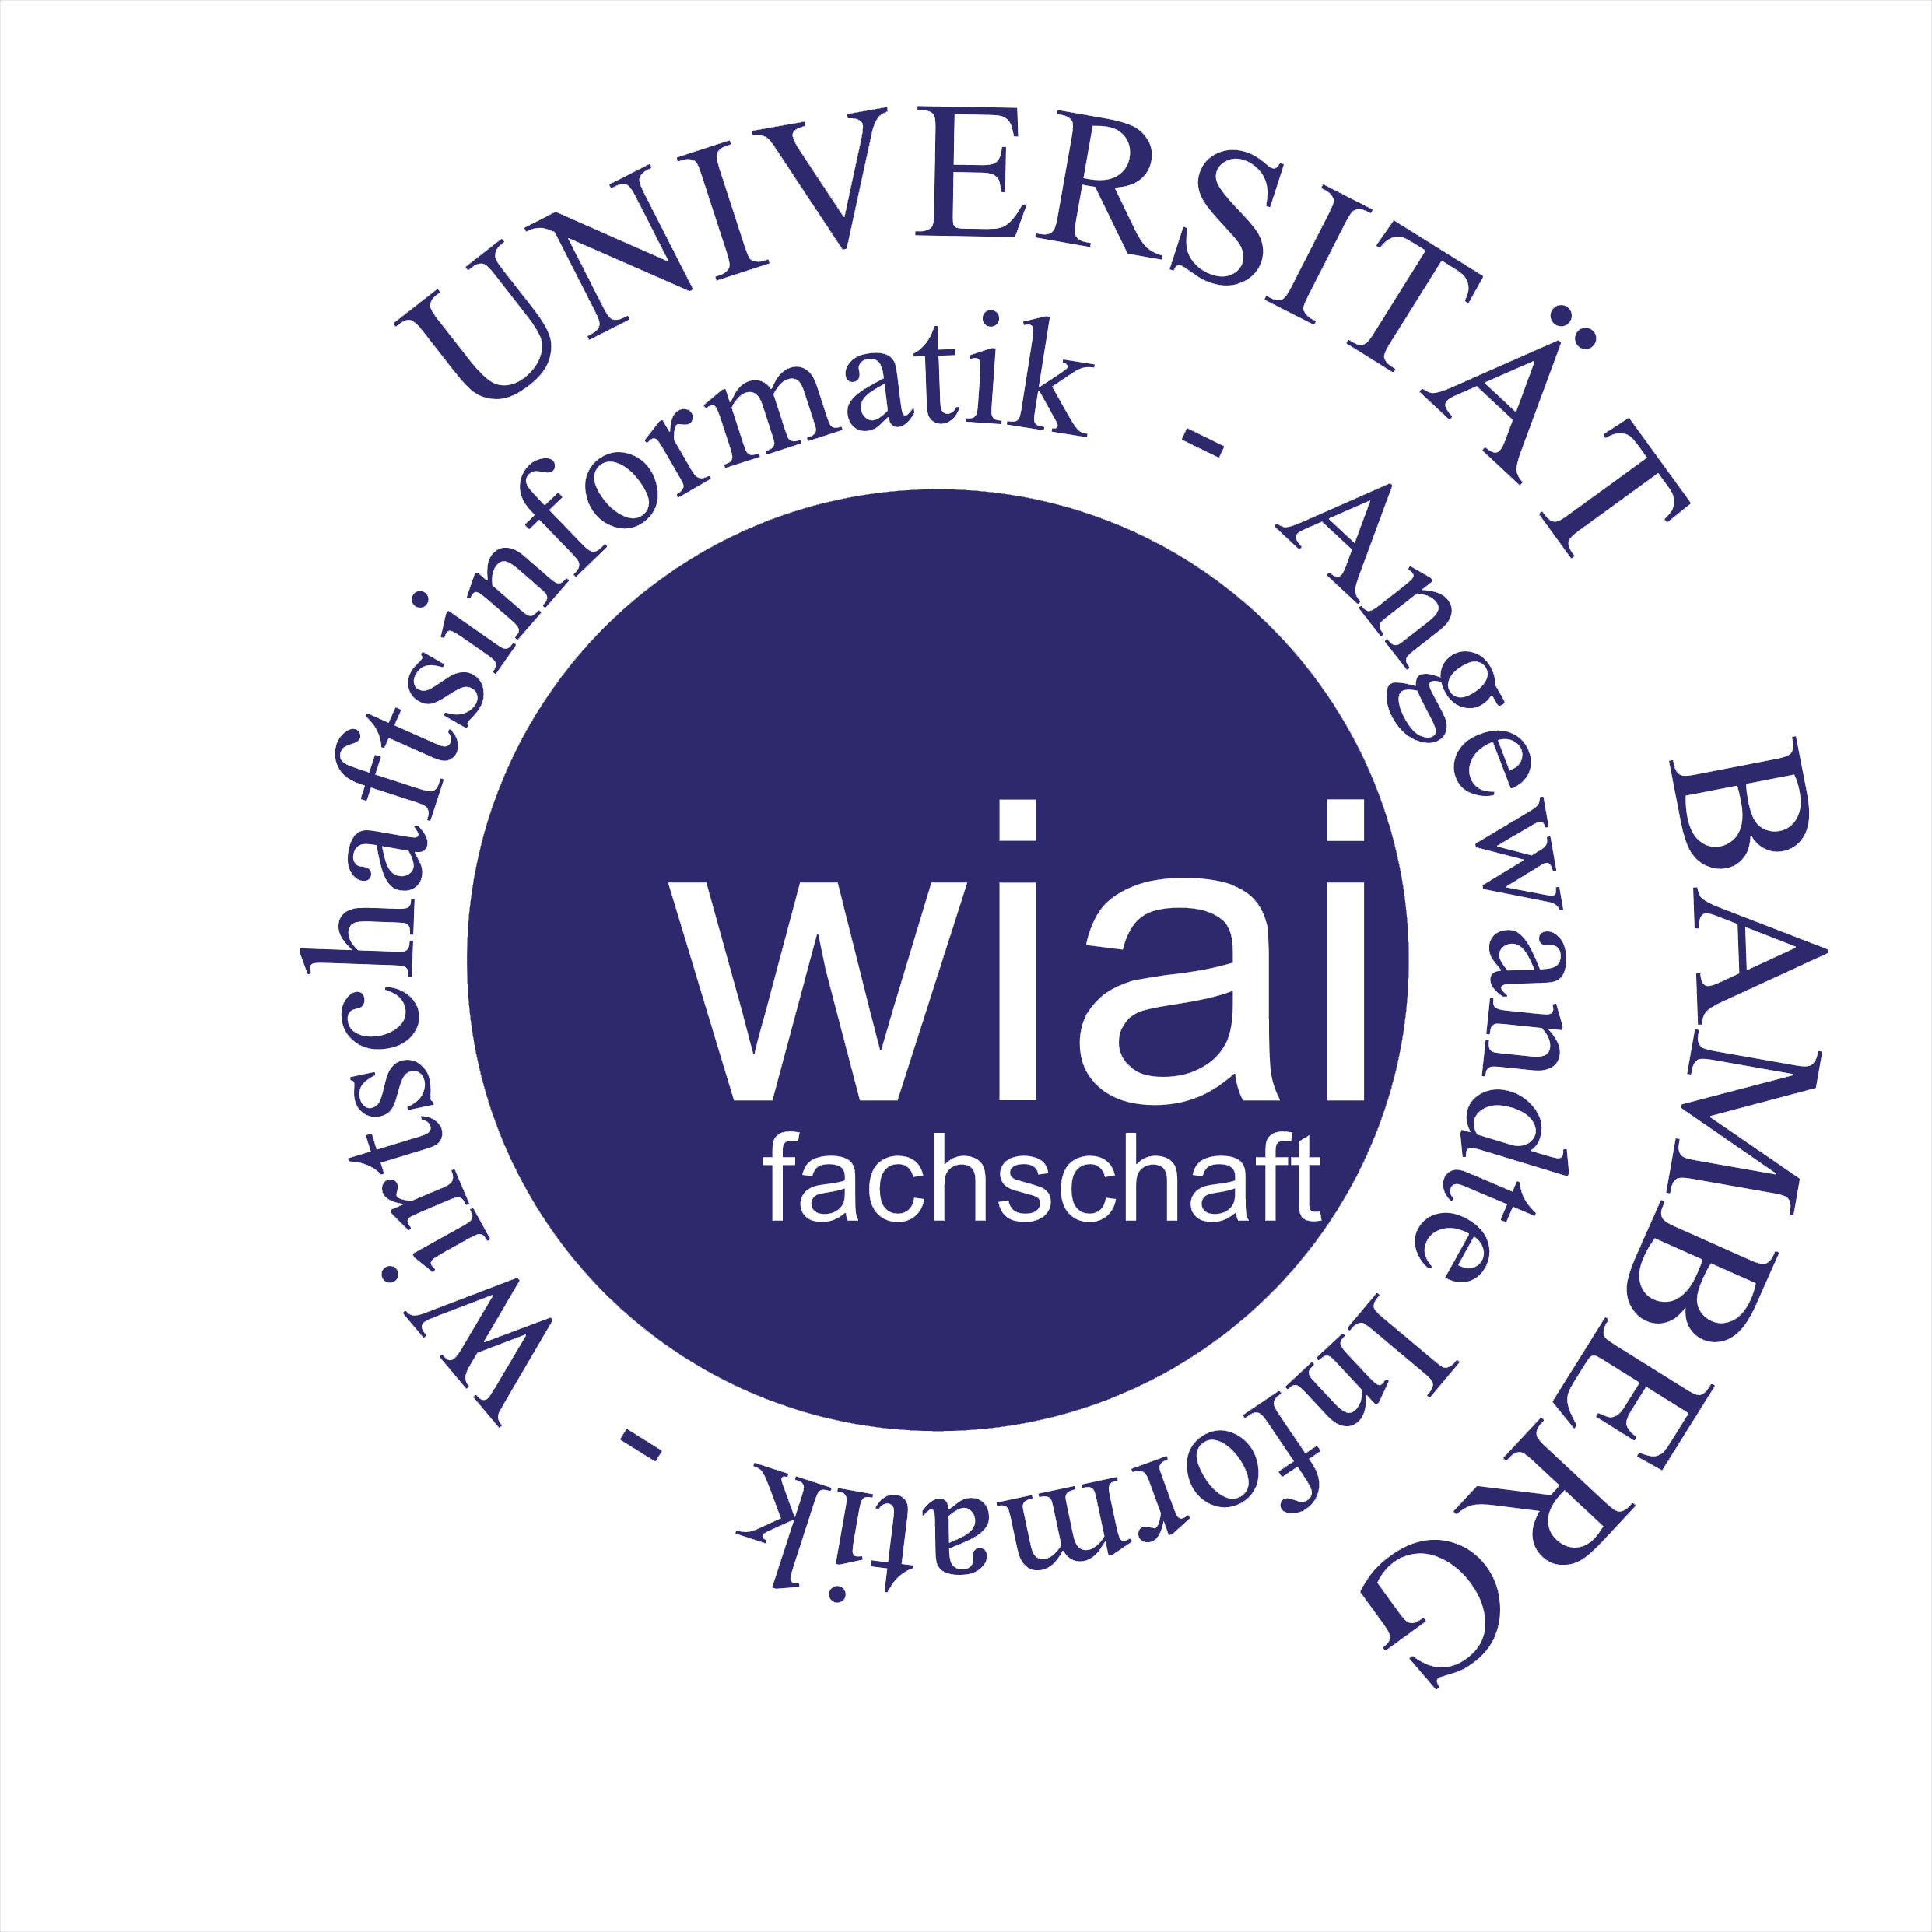 UNIVERSITÄT BAMBERG
Wirtschaftsinformatik - Angewandte Informatik -
wiai
fachschaft